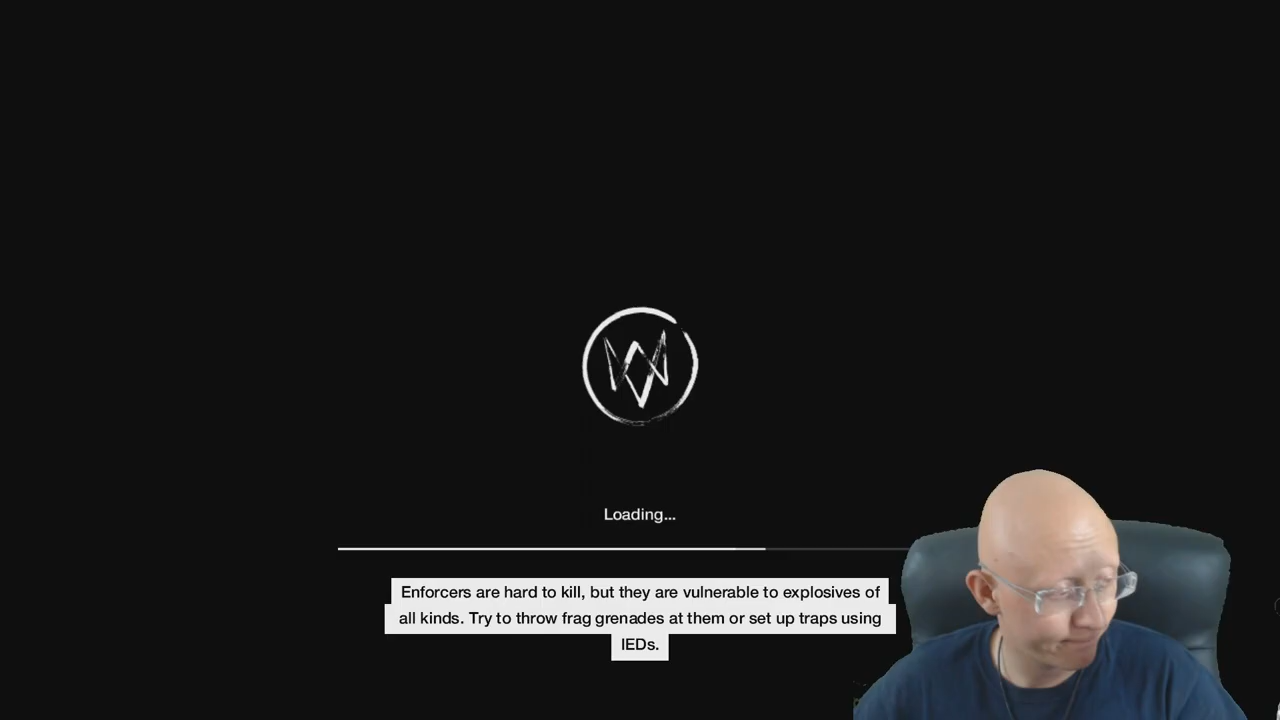 Loading...
Enforcers are hard to kill, but they are vulnerable to explosives of
all kinds. Try to throw frag grenades at them or set up traps using
IEDs.